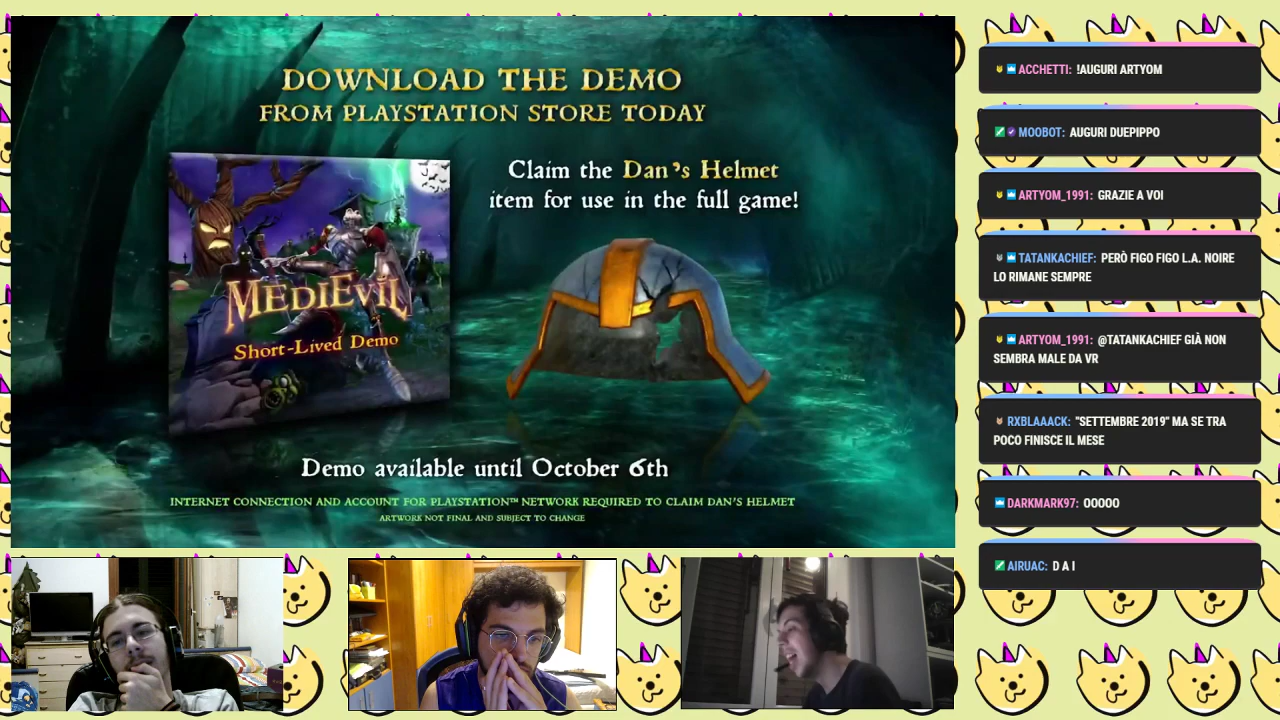 DOWNLOAD THE DEMO
FROM PLAYSTATION STORE TODAY
Claim the Dan's Helmet
item for use in the full game!
MEDIEVIL
Short-Lived Demo
Demo available until October 6th
INTERNET CONNECTION AND ACCOUNT FOR PLAYSTATION™ NETWORK REQUIRED TO CLAIM DAN'S HELMET
ARTWORK NOT FINAL AND SUBJECT TO CHANGE
ACCHETTI: !AUGURI ARTYOM
MOOBOT: AUGURI DUEPIPPO
ARTYOM_1991: GRAZIE A VOI
TATANKACHIEF: PERÒ FIGO FIGO L.A. NOIRE
LO RIMANE SEMPRE
ARTYOM_1991: @TATANKACHIEF GIÀ NON
SEMBRA MALE DA VR
RXBLAAACK: "SETTEMBRE 2019" MA SE TRA
POCO FINISCE IL MESE
DARKMARK97: OOOOO
AIRUAC: D A I